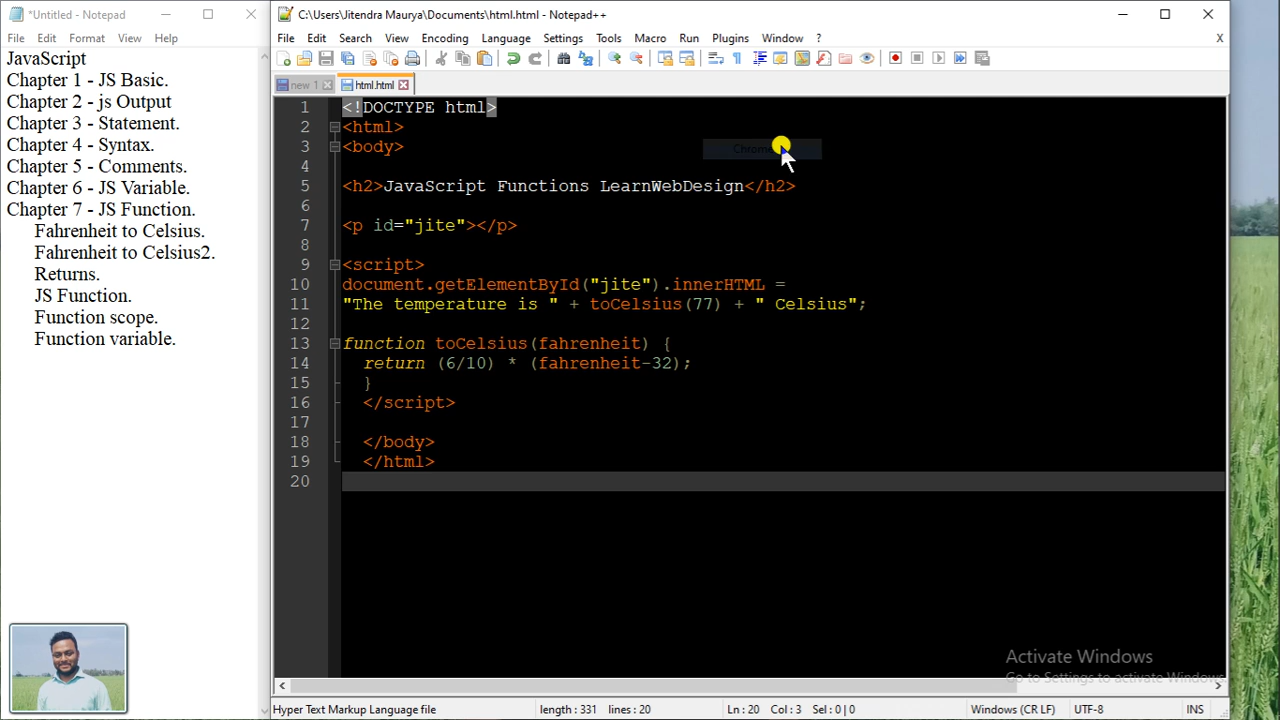 *Untitled - Notepad
File Edit Format View Help
JavaScript
Chapter 1 - JS Basic.
Chapter 2 - js Output
Chapter 3 - Statement.
Chapter 4 - Syntax.
Chapter 5 - Comments.
Chapter 6 - JS Variable.
Chapter 7 - JS Function.
Fahrenheit to Celsius.
Fahrenheit to Celsius2.
Returns.
JS Function.
Function scope.
Function variable.
C:\Users\Jitendra Maurya\Documents\html.html - Notepad++
File Edit Search View Encoding Language Settings Tools Macro Run Plugins Window ? X
new 1 html.html
Chrome
1 <!DOCTYPE html>
2 <html>
3 <body>
4
5 <h2>JavaScript Functions LearnWebDesign</h2>
6
7 <p id="jite"></p>
8
9 <script>
10 document.getElementById("jite").innerHTML =
11 "The temperature is " + toCelsius(77) + " Celsius";
12
13 function toCelsius(fahrenheit) {
14 return (6/10) * (fahrenheit-32);
15 }
16 </script>
17
18 </body>
19 </html>
20
Activate Windows
Go to Settings to activate Windows.
Hyper Text Markup Language file length : 331 lines : 20 Ln : 20 Col : 3 Sel : 0 | 0 Windows (CR LF) UTF-8 INS